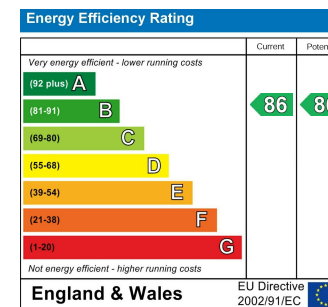 Energy Efficiency Rating
Current Poten
Very energy efficient - lower running costs
(92 plus) A
(81-91) B 86 86
(69-80) C
(55-68) D
(39-54) E
(21-38) F
(1-20) G
Not energy efficient - higher running costs
England & Wales
EU Directive
2002/91/EC